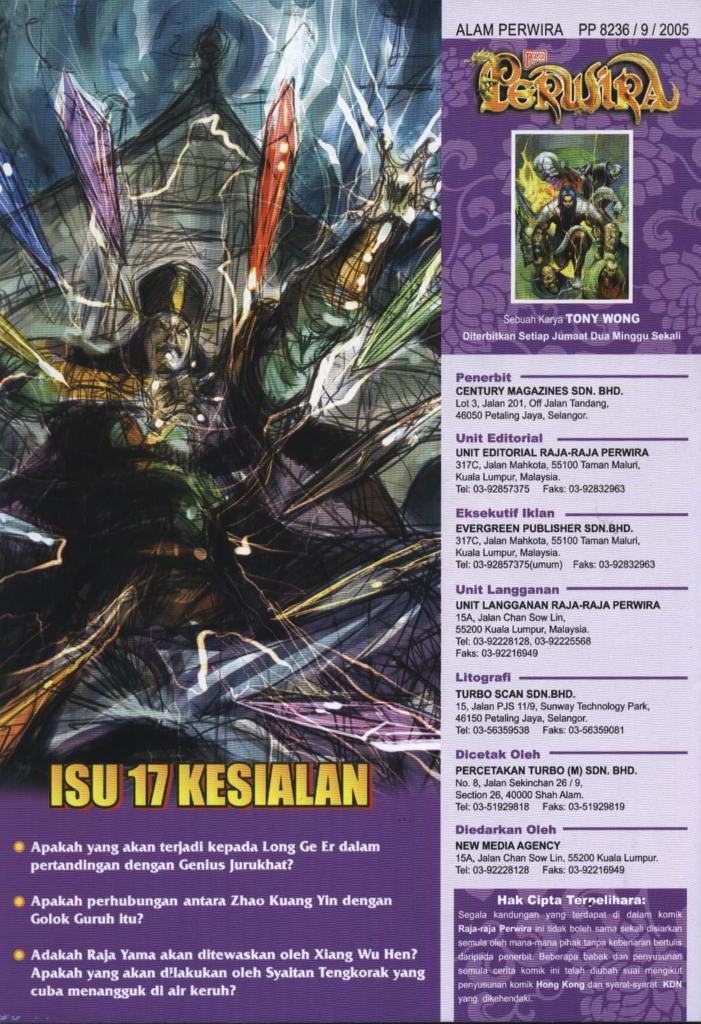 ALAM PERWIRA PP 8236 / 9 / 2005
PERWIRA
Sebuah Karya TONY WONG
Diterbitkan Setiap Jumaat Dua Minggu Sekali
Penerbit
CENTURY MAGAZINES SDN. BHD.
Lot 3, Jalan 201, Off Jalan Tandang,
46050 Petaling Jaya, Selangor.
Unit Editorial
UNIT EDITORIAL RAJA-RAJA PERWIRA
317C, Jalan Mahkota, 55100 Taman Maluri,
Kuala Lumpur, Malaysia.
Tel: 03-92857375 Faks: 03-92832963
Eksekutif Iklan
EVERGREEN PUBLISHER SDN.BHD.
317C, Jalan Mahkota, 55100 Taman Maluri,
Kuala Lumpur, Malaysia.
Tel: 03-92857375(umum) Faks: 03-92832963
Unit Langganan
UNIT LANGGANAN RAJA-RAJA PERWIRA
15A, Jalan Chan Sow Lin,
55200 Kuala Lumpur, Malaysia.
Tel: 03-92228128, 03-92225568
Faks: 03-92216949
Litografi
TURBO SCAN SDN.BHD.
15, Jalan PJS 11/9, Sunway Technology Park,
46150 Petaling Jaya, Selangor.
Tel: 03-56359538 Faks: 03-56359081
Dicetak Oleh
PERCETAKAN TURBO (M) SDN. BHD.
No. 8, Jalan Sekinchan 26 / 9,
Section 26, 40000 Shah Alam.
Tel: 03-51929818 Faks: 03-51929819
Diedarkan Oleh
NEW MEDIA AGENCY
15A, Jalan Chan Sow Lin, 55200 Kuala Lumpur.
Tel: 03-92228128 Faks: 03-92216949
Hak Cipta Terpelihara:
Segala kandungan yang terdapat di dalam komik
Raja-raja Perwira ini tidak boleh sama sekali disiarkan
semula oleh mana-mana pihak tanpa kebenaran bertulis
daripada penerbit. Beberapa babak dan penyusunan
semula cerita komik ini telah diubah suai mengikut
penyusunan komik Hong Kong dan syarat-syarat KDN
yang dikehendaki.
ISU 17 KESIALAN
Apakah yang akan terjadi kepada Long Ge Er dalam
pertandingan dengan Genius Jurukhat?
Apakah perhubungan antara Zhao Kuang Yin dengan
Golok Guruh itu?
Adakah Raja Yama akan ditewaskan oleh Xiang Wu Hen?
Apakah yang akan dilakukan oleh Syaitan Tengkorak yang
cuba menangguk di air keruh?